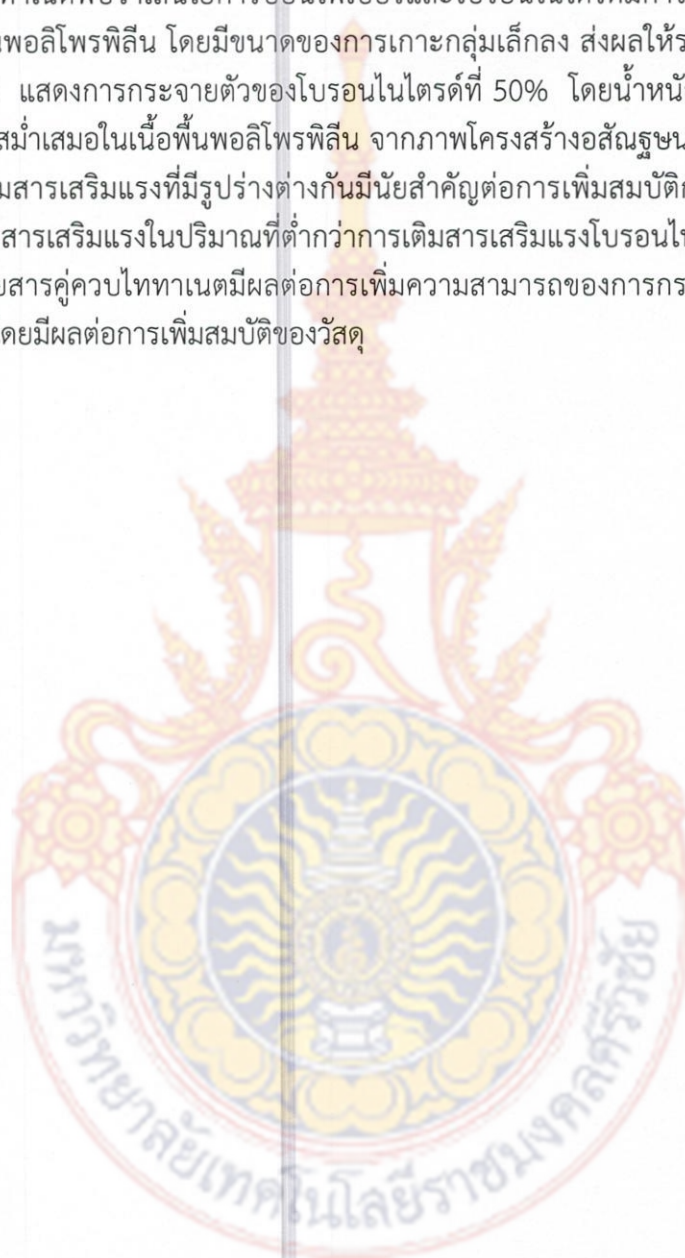 นพอลิโพรพิลีน โดยมีขนาดของการเกาะกลุ่มเล็กลง ส่งผลให้ร
แสดงการกระจายตัวของโบรอนไนไตรด์ที่ 50% โดยน้ำหนั
สม่ำเสมอในเนื้อพื้นพอลิโพรพิลีน จากภาพโครงสร้างอสัณฐษน
มสารเสริมแรงที่มีรูปร่างต่างกันมีนัยสำคัญต่อการเพิ่มสมบัติก
สารเสริมแรงในปริมาณที่ต่ำกว่าการเติมสารเสริมแรงโบรอนไน
ยสารคู่ควบไททาเนตมีผลต่อการเพิ่มความสามารถของการกร
ดยมีผลต่อการเพิ่มสมบัติของวัสดุ
มหาวิทยาลัยเทคโนโลยีราชมงคลศรีวิชัย